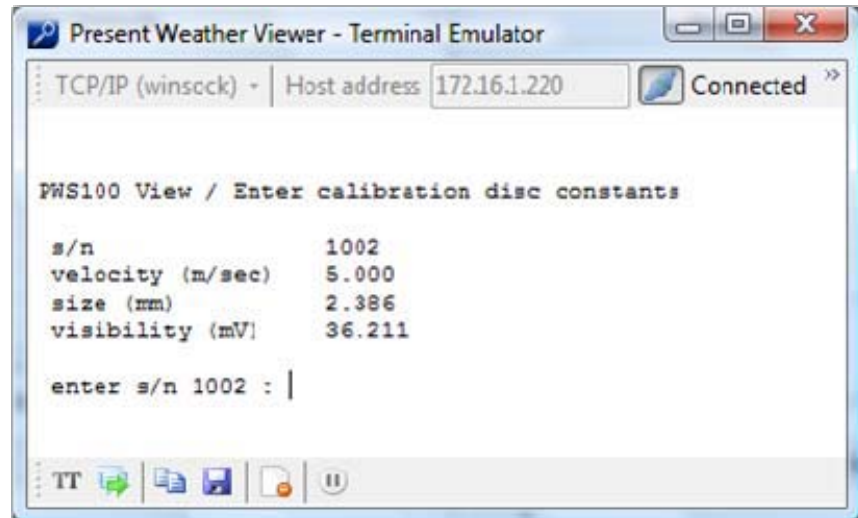 Present Weather Viewer - Terminal Emulator
TCP/IP (winsock) Host address 172.16.1.220 Connected »
PWS100 View / Enter calibration disc constants
s/n 1002
velocity (m/sec) 5.000
size (mm) 2.386
visibility (mV) 36.211
enter s/n 1002 :
TT